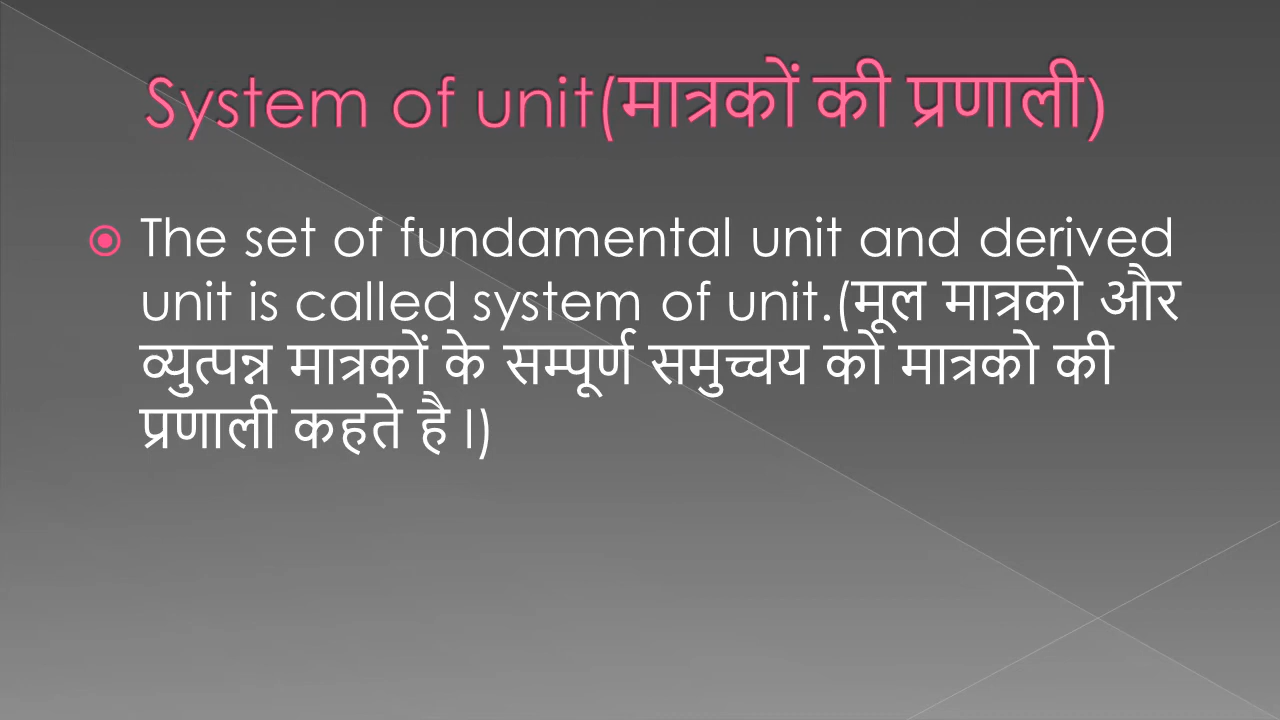 System of unit(मात्रकों की प्रणाली)
The set of fundamental unit and derived
unit is called system of unit.(मूल मात्रको और
व्युत्पन्न मात्रकों के सम्पूर्ण समुच्चय को मात्रको की
प्रणाली कहते है।)